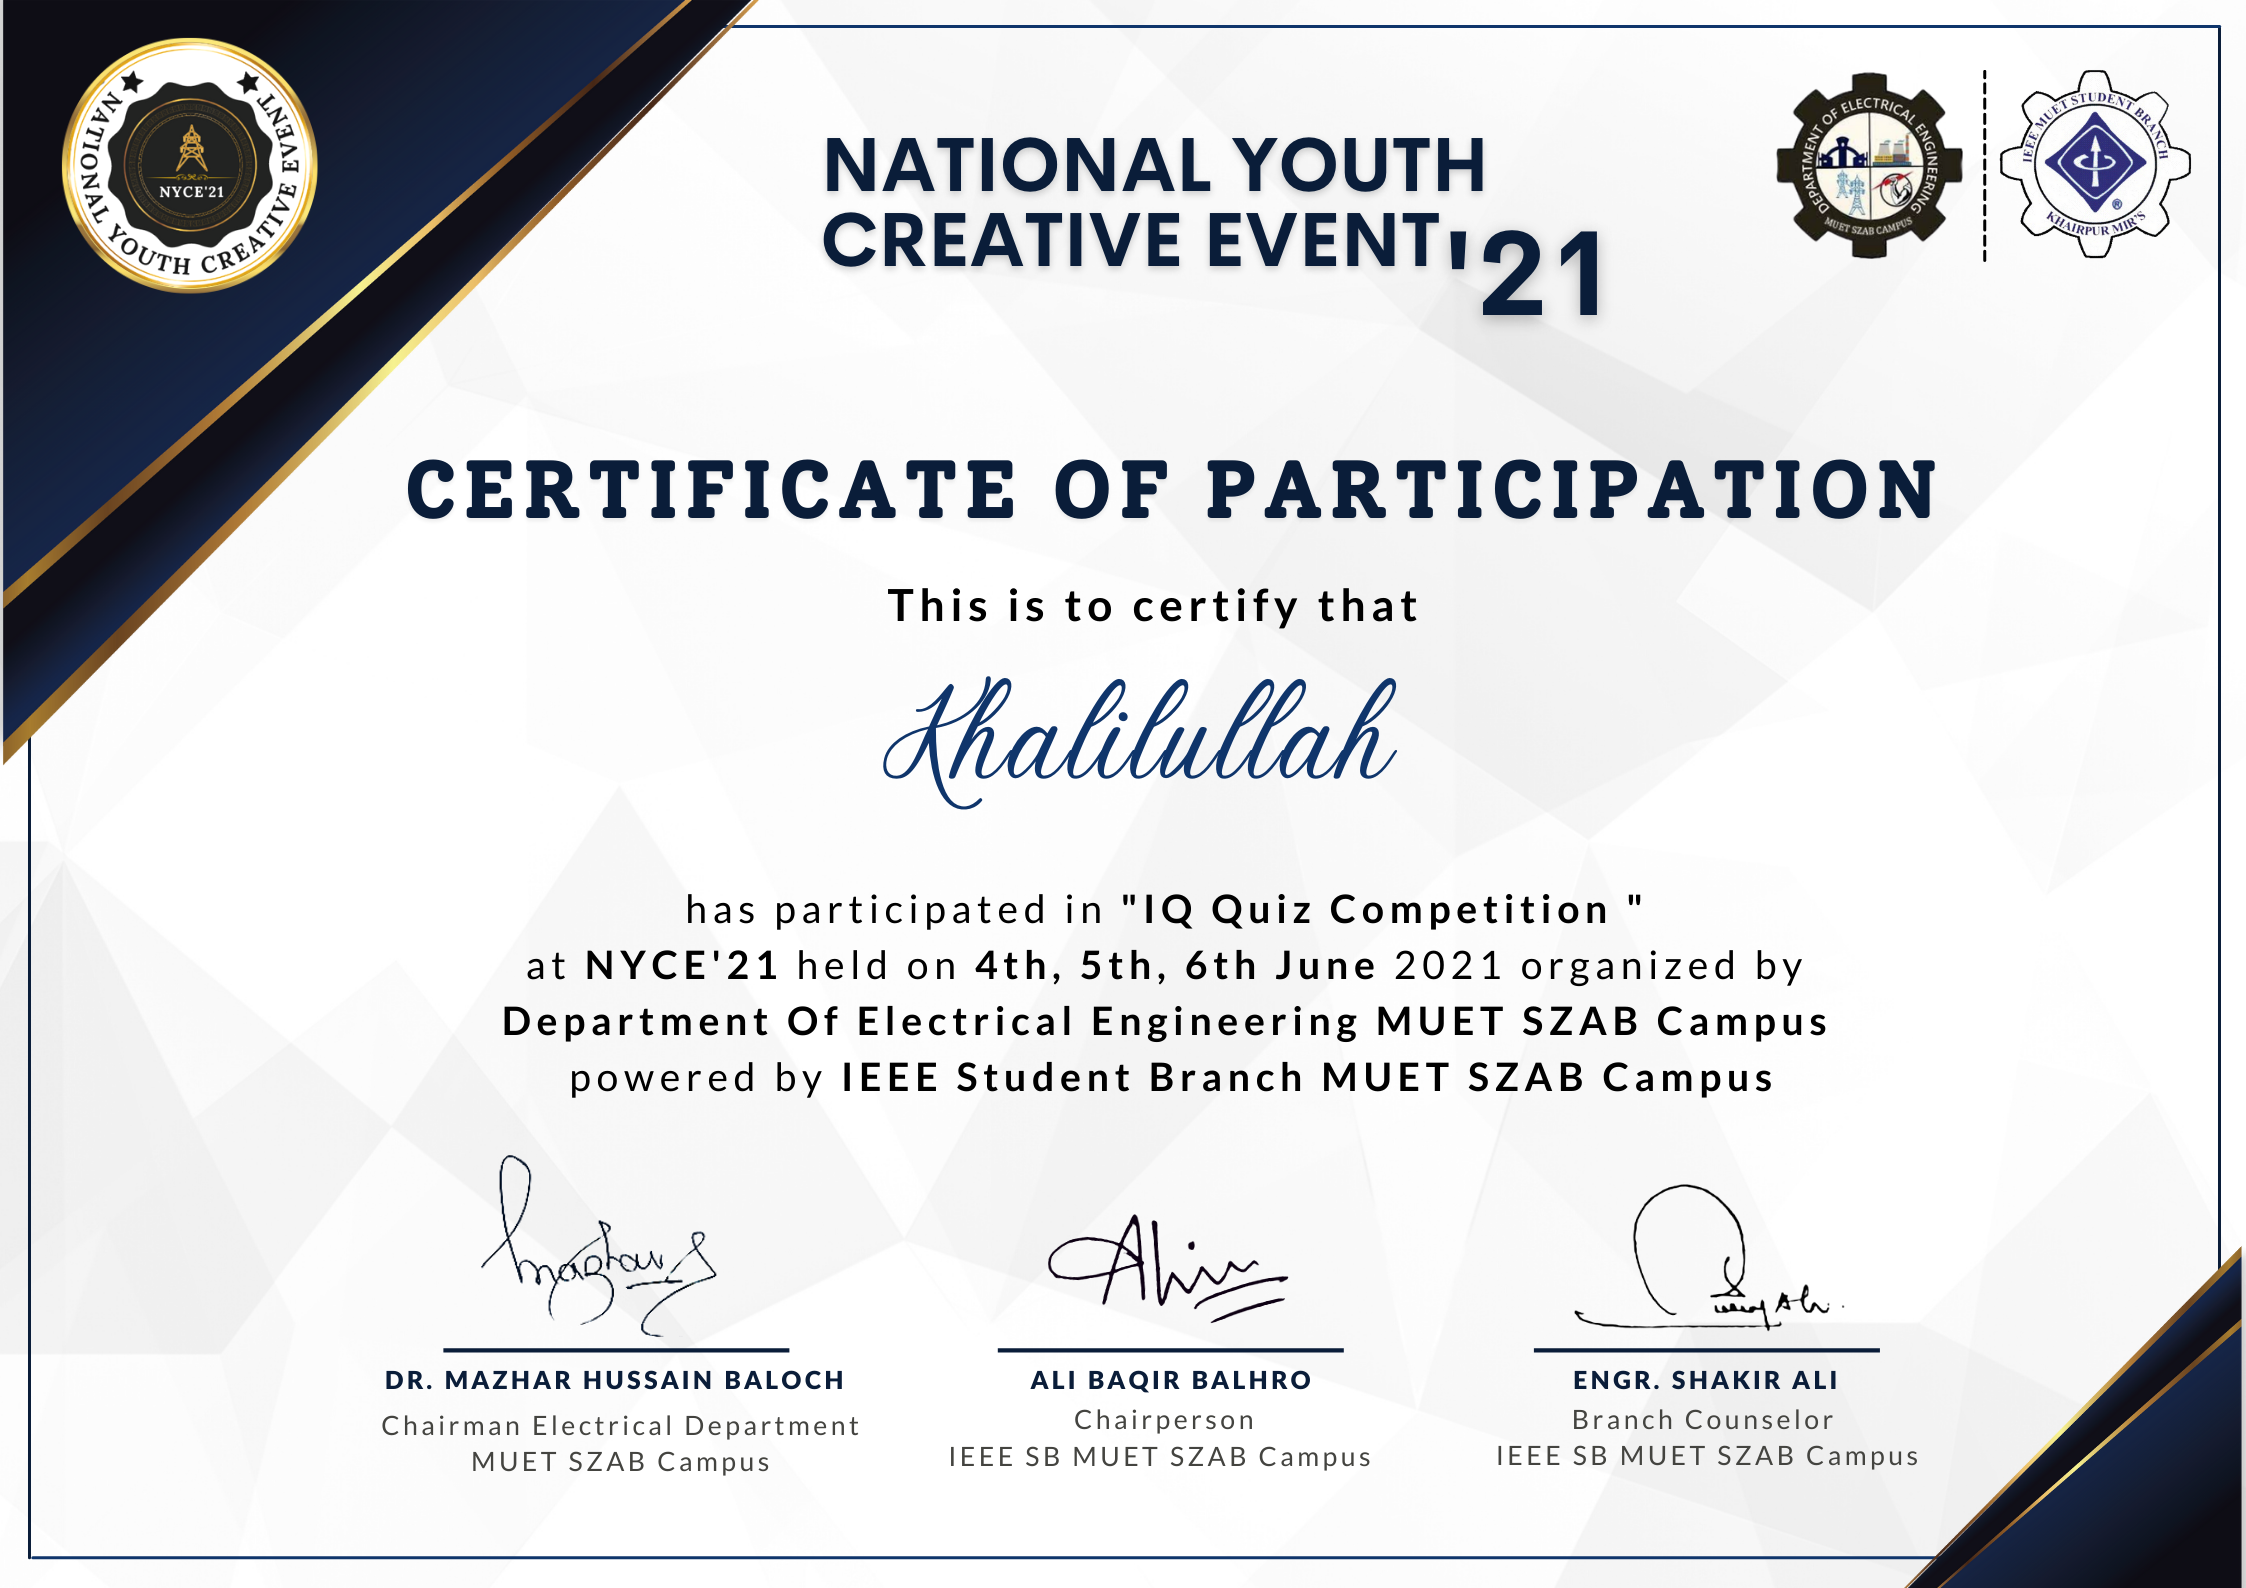 NATIONAL YOUTH CREATIVE EVENT
NYCE'21
NATIONAL YOUTH
CREATIVE EVENT '21
DEPARTMENT OF ELECTRICAL ENGINEERING
MUET SZAB CAMPUS
IEEE MUET STUDENT BRANCH
®
KHAIRPUR MIR'S
CERTIFICATE OF PARTICIPATION
This is to certify that
Khalilullah
has participated in "IQ Quiz Competition "
at NYCE'21 held on 4th, 5th, 6th June 2021 organized by
Department Of Electrical Engineering MUET SZAB Campus
powered by IEEE Student Branch MUET SZAB Campus
DR. MAZHAR HUSSAIN BALOCH
Chairman Electrical Department
MUET SZAB Campus
ALI BAQIR BALHRO
Chairperson
IEEE SB MUET SZAB Campus
ENGR. SHAKIR ALI
Branch Counselor
IEEE SB MUET SZAB Campus